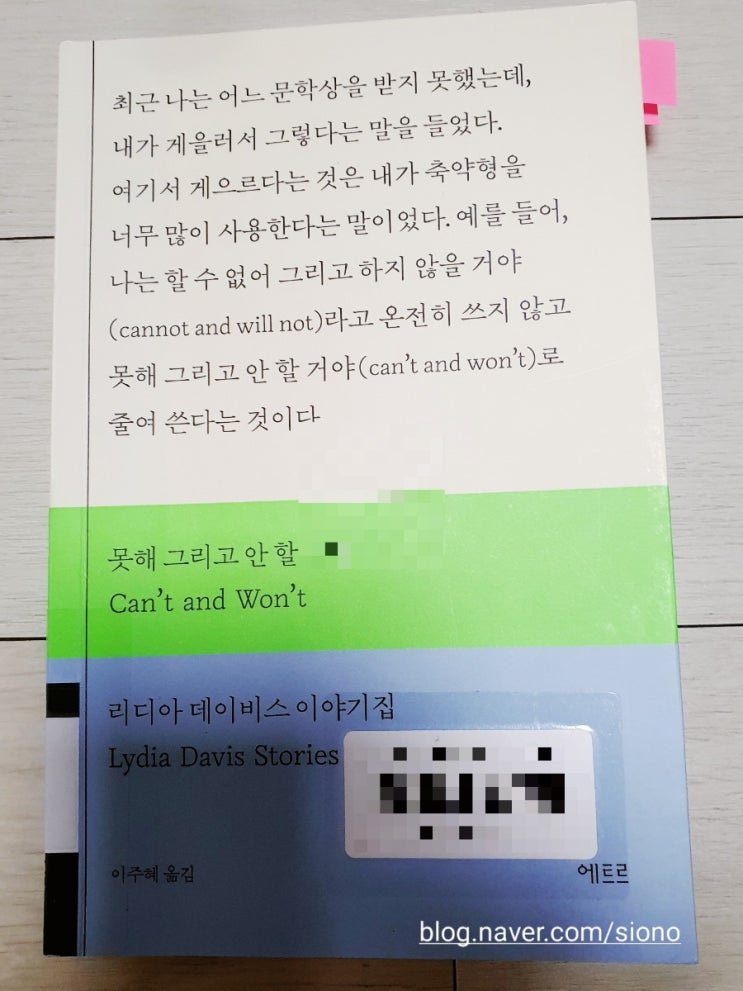 최근 나는 어느 문학상을 받지 못했는데,
내가 게을러서 그렇다는 말을 들었다.
여기서 게으르다는 것은 내가 축약형을
너무 많이 사용한다는 말이었다. 예를 들어,
나는 할 수 없어 그리고 하지 않을 거야
(cannot and will not)라고 온전히 쓰지 않고
못해 그리고 안 할 거야(can't and won't)로
줄여 쓴다는 것이다
못해 그리고 안 할
Can't and Won't
리디아 데이비스 이야기집
Lydia Davis Stories
이주혜 옮김
에트르
blog.naver.com/siono